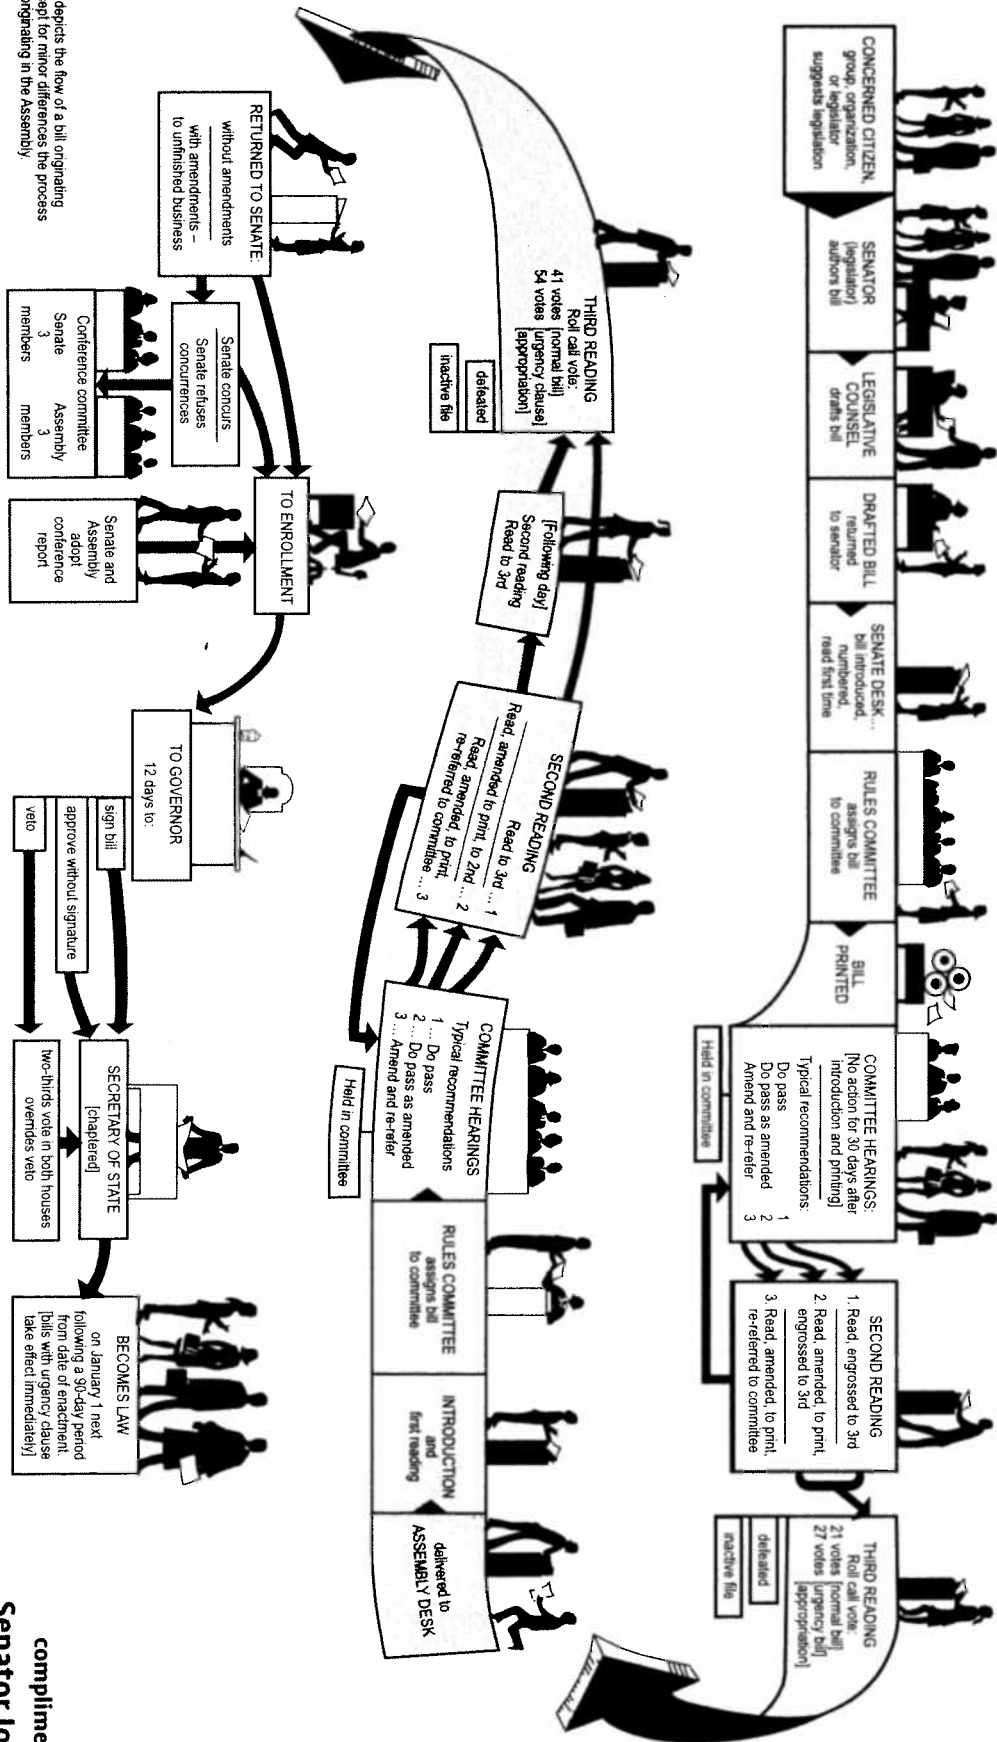 CONCERNED CITIZEN,
group, organization,
or legislator
suggests legislation
SENATOR
(legislator)
authors bill
LEGISLATIVE
COUNSEL
drafts bill
DRAFTED BILL
returned
to senator
SENATE DESK...
bill introduced,
numbered,
read first time
RULES COMMITTEE
assigns bill
to committee
BILL
PRINTED
COMMITTEE HEARINGS:
[No action for 30 days after
introduction and printing]
Typical recommendations:
Do pass 1
Do pass as amended 2
Amend and re-refer 3
Held in committee
SECOND READING
1. Read, engrossed to 3rd
2. Read, amended, to print,
engrossed to 3rd
3. Read, amended, to print,
re-referred to committee
THIRD READING
Roll call vote:
21 votes [normal bill]
27 votes [urgency bill]
[appropriation]
defeated
inactive file
delivered to
ASSEMBLY DESK
INTRODUCTION
and
first reading
RULES COMMITTEE
assigns bill
to committee
COMMITTEE HEARINGS
Typical recommendations
1 ... Do pass
2 ... Do pass as amended
3 ... Amend and re-refer
Held in committee
SECOND READING
Read to 3rd ... 1
Read, amended to print, to 2nd ... 2
Read, amended, to print,
re-referred to committee ... 3
[Following day]
Second reading
Read to 3rd
THIRD READING
Roll call vote:
41 votes [normal bill]
54 votes [urgency clause]
[appropriation]
defeated
inactive file
RETURNED TO SENATE:
without amendments
with amendments –
to unfinished business
Senate concurs
Senate refuses
concurrences
Conference committee
Senate Assembly
3 3
members members
Senate and
Assembly
adopt
conference
report
TO ENROLLMENT
TO GOVERNOR
12 days to:
sign bill
approve without signature
veto
SECRETARY OF STATE
[chaptered]
two-thirds vote in both houses
overrides veto
BECOMES LAW
on January 1 next
following a 90-day period
from date of enactment.
[bills with urgency clause
take effect immediately]
depicts the flow of a bill originating
ept for minor differences the process
originating in the Assembly.
complime
Senator Jo